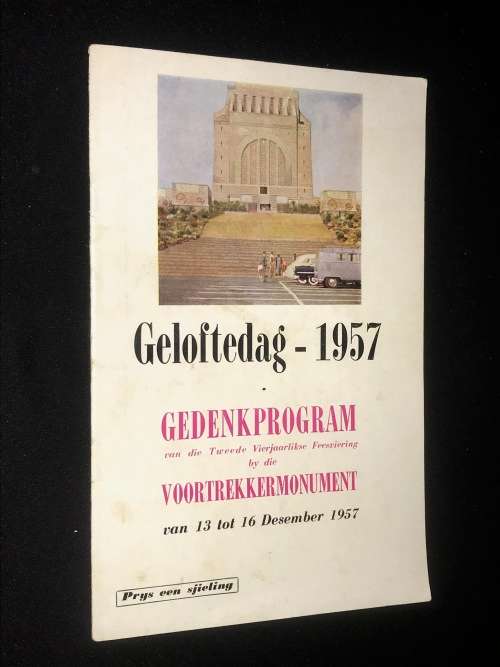 Geloftedag - 1957
GEDENKPROGRAM
van die Tweede Vierjaarlikse Feesviering
by die
VOORTREKKERMONUMENT
van 13 tot 16 Desember 1957
Prys een sjieling